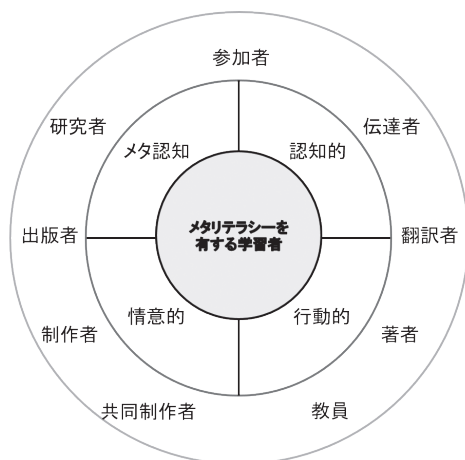 参加者
研究者
伝達者
メタ認知
認知的
メタリテラシーを
有する学習者
出版者
翻訳者
情意的
行動的
制作者
著者
共同制作者
教員